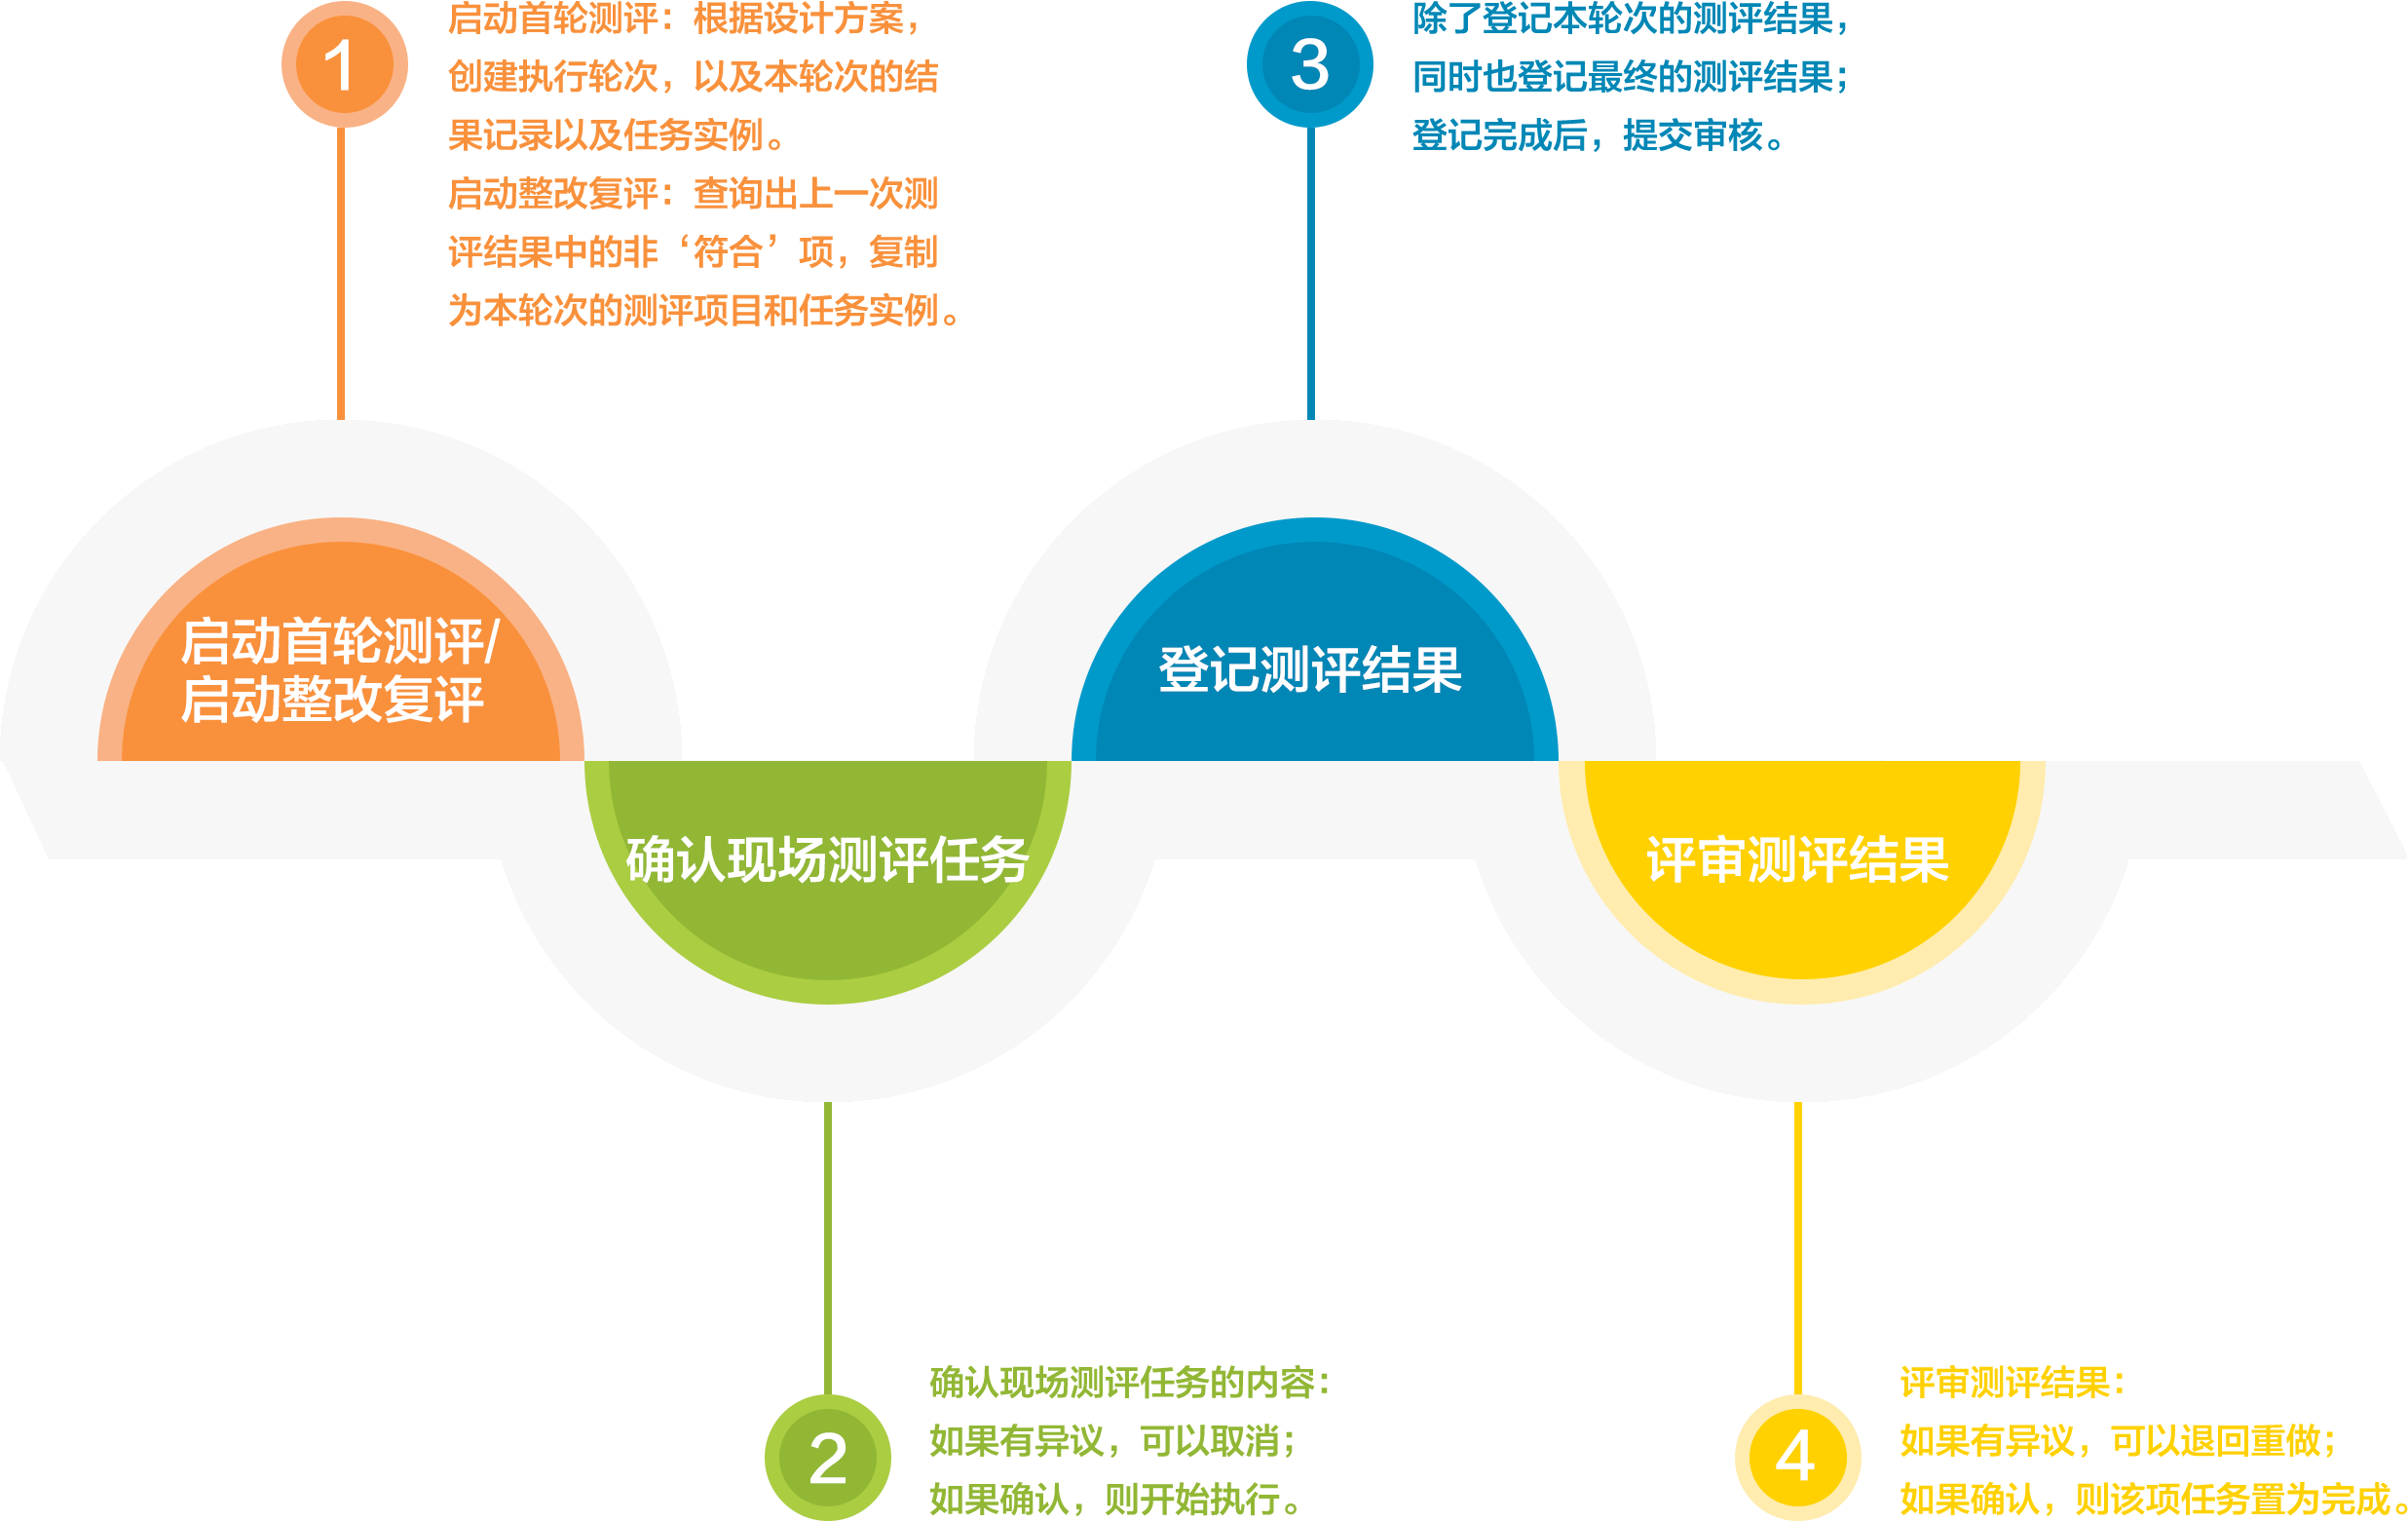 1
启动首轮测评：根据设计方案，
创建执行轮次，以及本轮次的结
果记录以及任务实例。
启动整改复评：查询出上一次测
评结果中的非‘符合’项，复制
为本轮次的测评项目和任务实例。
3
除了登记本轮次的测评结果，
同时也登记最终的测评结果；
登记完成后，提交审核。
启动首轮测评/
启动整改复评
登记测评结果
确认现场测评任务
评审测评结果
2
确认现场测评任务的内容：
如果有异议，可以取消；
如果确认，则开始执行。
4
评审测评结果：
如果有异议，可以退回重做；
如果确认，则该项任务置为完成。